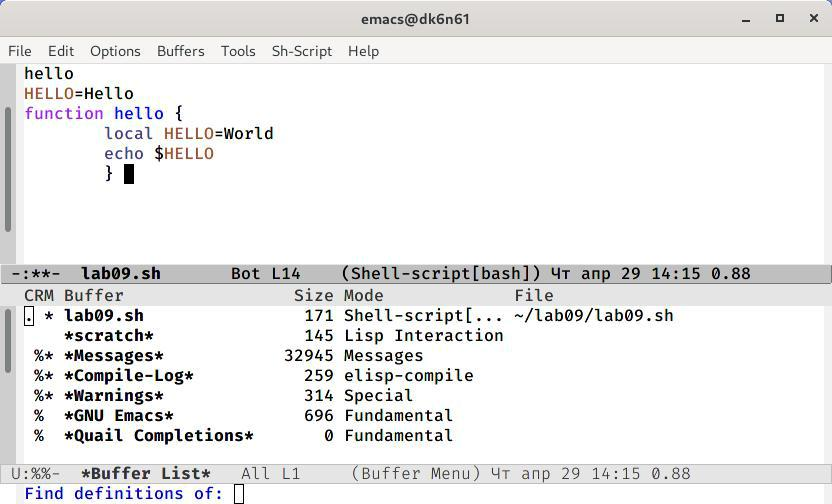 emacs@dk6n61
File Edit Options Buffers Tools Sh-Script Help
hello
HELLO=Hello
function hello {
        local HELLO=World
        echo $HELLO
        }
-:**-  lab09.sh       Bot L14    (Shell-script[bash]) Чт апр 29 14:15 0.88
CRM Buffer                 Size Mode             File
. * lab09.sh                171 Shell-script[... ~/lab09/lab09.sh
    *scratch*               145 Lisp Interaction
 %* *Messages*            32945 Messages
 %* *Compile-Log*           259 elisp-compile
 %* *Warnings*              314 Special
 %  *GNU Emacs*             696 Fundamental
 %  *Quail Completions*       0 Fundamental
U:%%-  *Buffer List*   All L1     (Buffer Menu) Чт апр 29 14:15 0.88
Find definitions of: